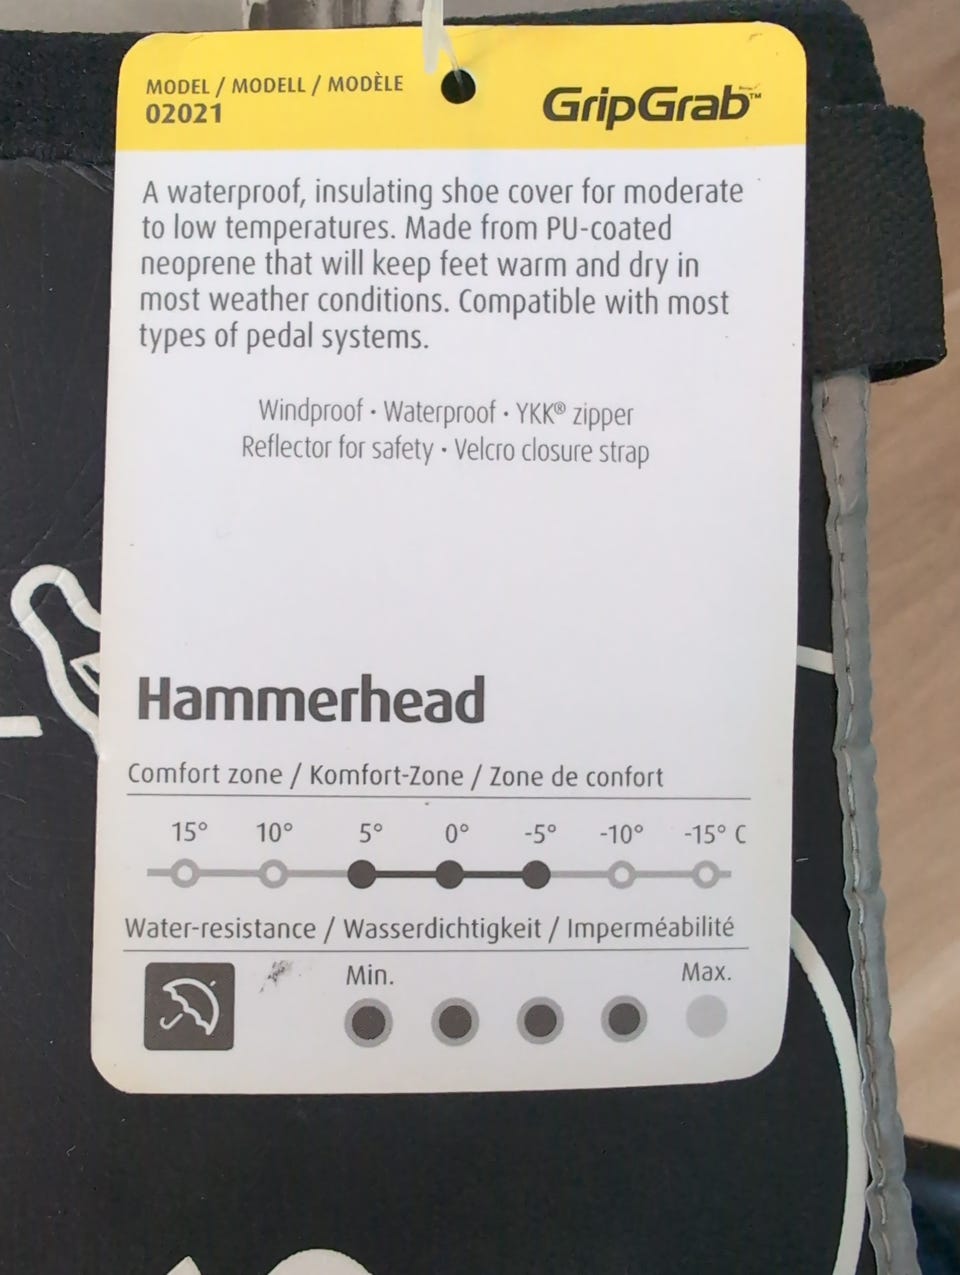 MODEL / MODELL / MODÈLE
02021
GripGrab™
A waterproof, insulating shoe cover for moderate
to low temperatures. Made from PU-coated
neoprene that will keep feet warm and dry in
most weather conditions. Compatible with most
types of pedal systems.
Windproof • Waterproof • YKK® zipper
Reflector for safety • Velcro closure strap
Hammerhead
Comfort zone / Komfort-Zone / Zone de confort
15° 10° 5° 0° -5° -10° -15° C
Water-resistance / Wasserdichtigkeit / Imperméabilité
Min. Max.